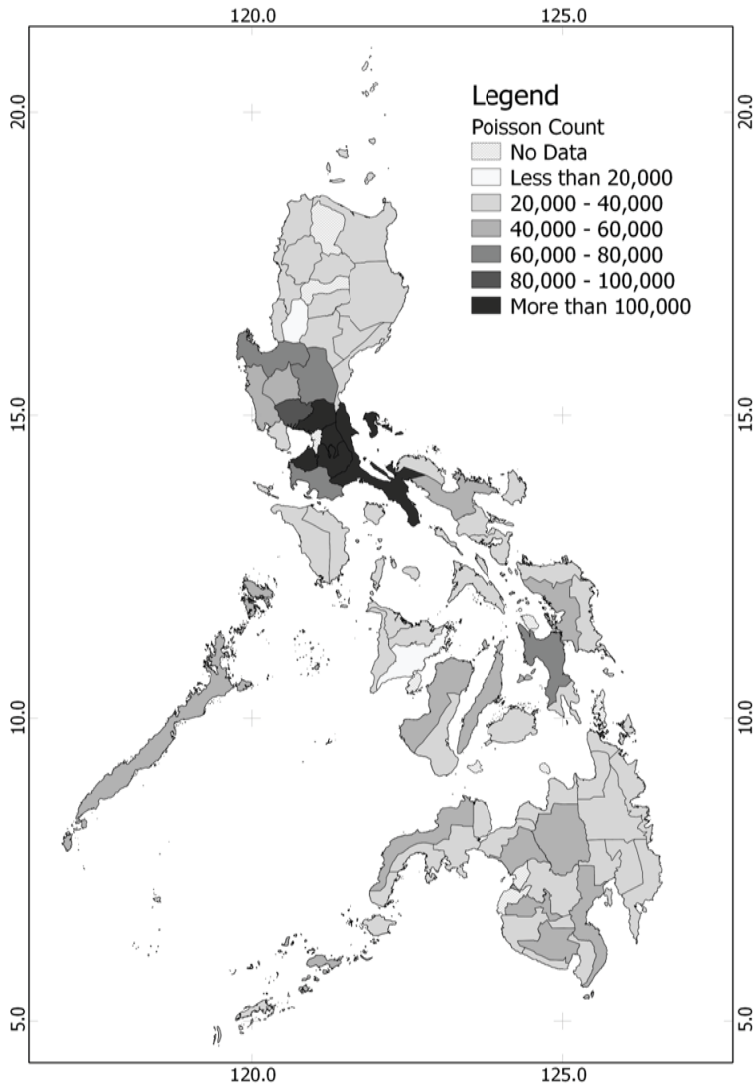 120.0 125.0
20.0 20.0
Legend
Poisson Count
No Data
Less than 20,000
20,000 - 40,000
40,000 - 60,000
60,000 - 80,000
80,000 - 100,000
More than 100,000
15.0 15.0
10.0 10.0
5.0 5.0
120.0 125.0